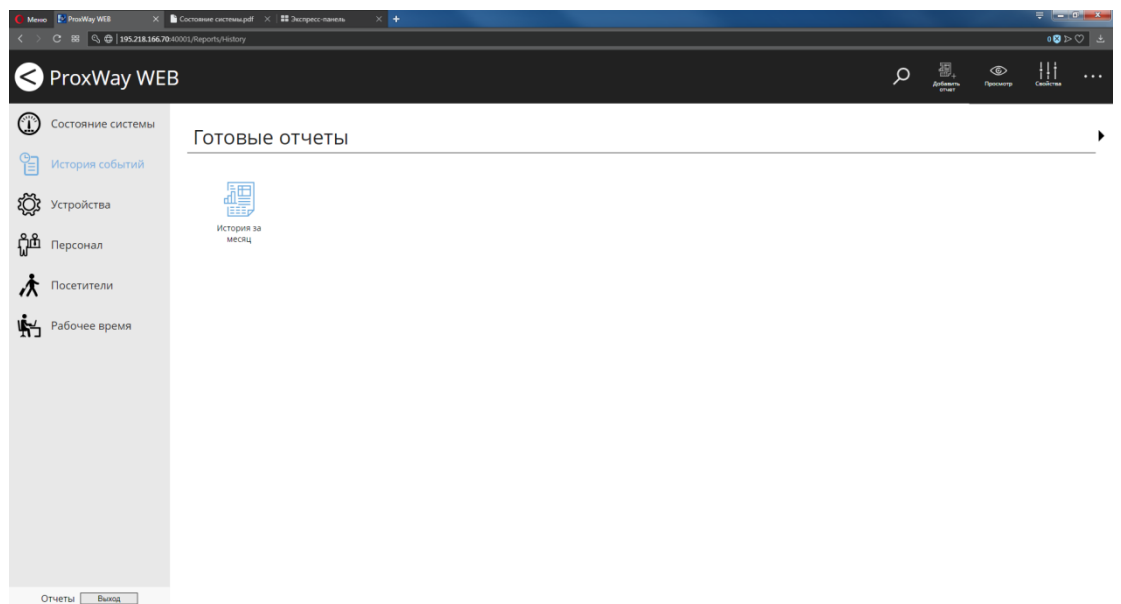 Меню ProxWay WEB Состояние системы.pdf Экспресс-панель
195.218.166.70:40001/Reports/History
ProxWay WEB
Добавить отчет
Просмотр
Свойства
Состояние системы
История событий
Устройства
Персонал
Посетители
Рабочее время
Готовые отчеты
История за
месяц
Отчеты Выход